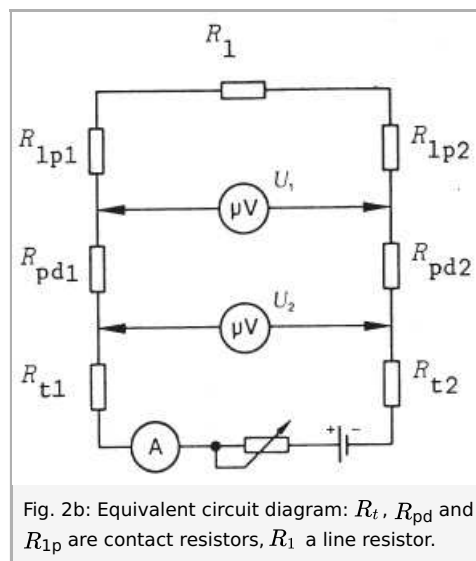 R1
R1p1
R1p2
U1
μV
Rpd1
Rpd2
U2
μV
Rt1
Rt2
A
+ −
Fig. 2b: Equivalent circuit diagram: Rt, Rpd and
R1p are contact resistors, R1 a line resistor.